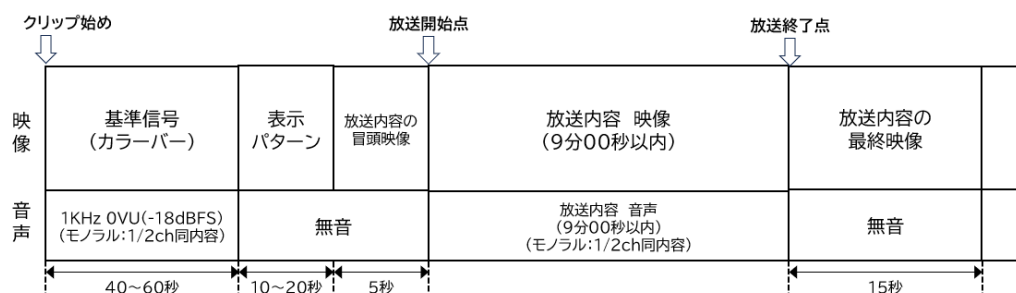 クリップ始め
放送開始点
放送終了点
映像
基準信号
(カラーバー)
表示
パターン
放送内容の
冒頭映像
放送内容 映像
(9分00秒以内)
放送内容の
最終映像
音声
1KHz 0VU(-18dBFS)
(モノラル:1/2ch同内容)
無音
放送内容 音声
(9分00秒以内)
(モノラル:1/2ch同内容)
無音
40~60秒
10~20秒
5秒
15秒